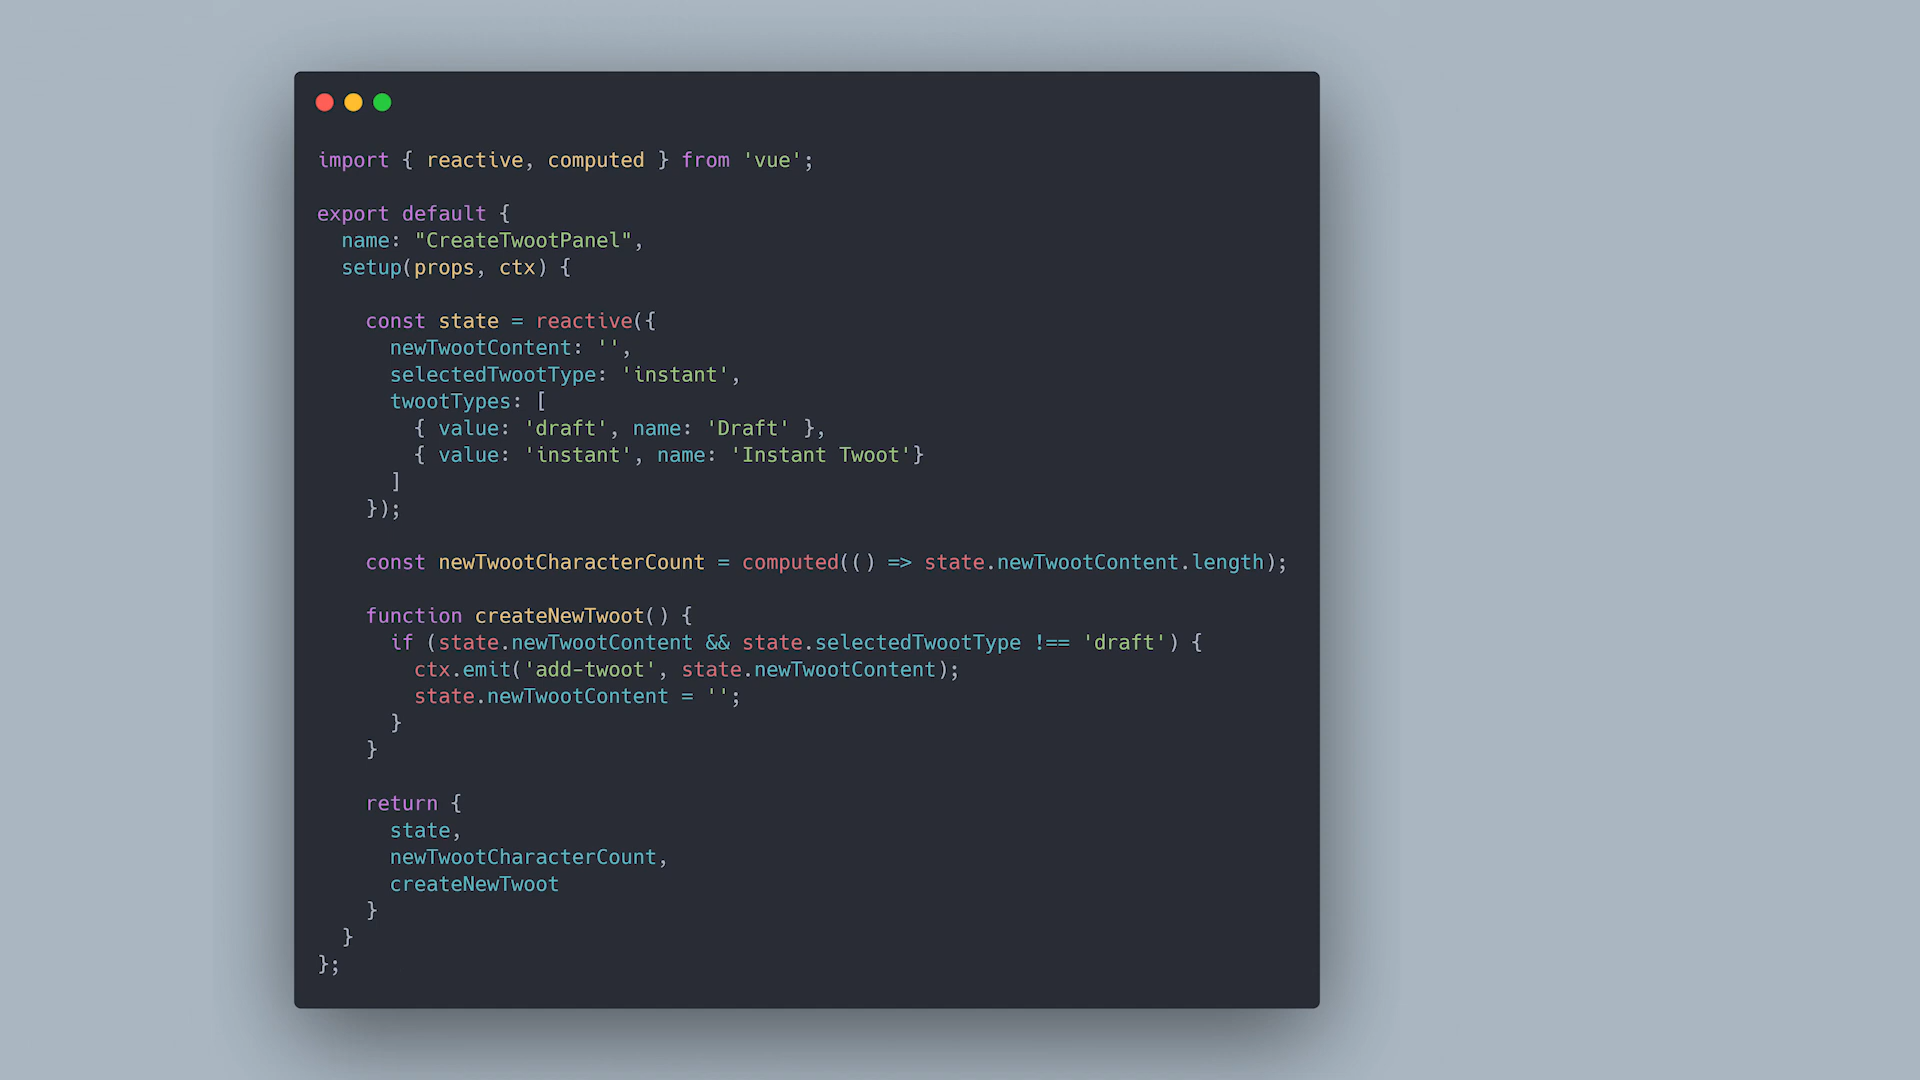 import { reactive, computed } from 'vue';
export default {
name: "CreateTwootPanel",
setup(props, ctx) {
const state = reactive({
newTwootContent: '',
selectedTwootType: 'instant',
twootTypes: [
{ value: 'draft', name: 'Draft' },
{ value: 'instant', name: 'Instant Twoot'}
]
});
const newTwootCharacterCount = computed(() => state.newTwootContent.length);
function createNewTwoot() {
if (state.newTwootContent && state.selectedTwootType !== 'draft') {
ctx.emit('add-twoot', state.newTwootContent);
state.newTwootContent = '';
}
}
return {
state,
newTwootCharacterCount,
createNewTwoot
}
}
};